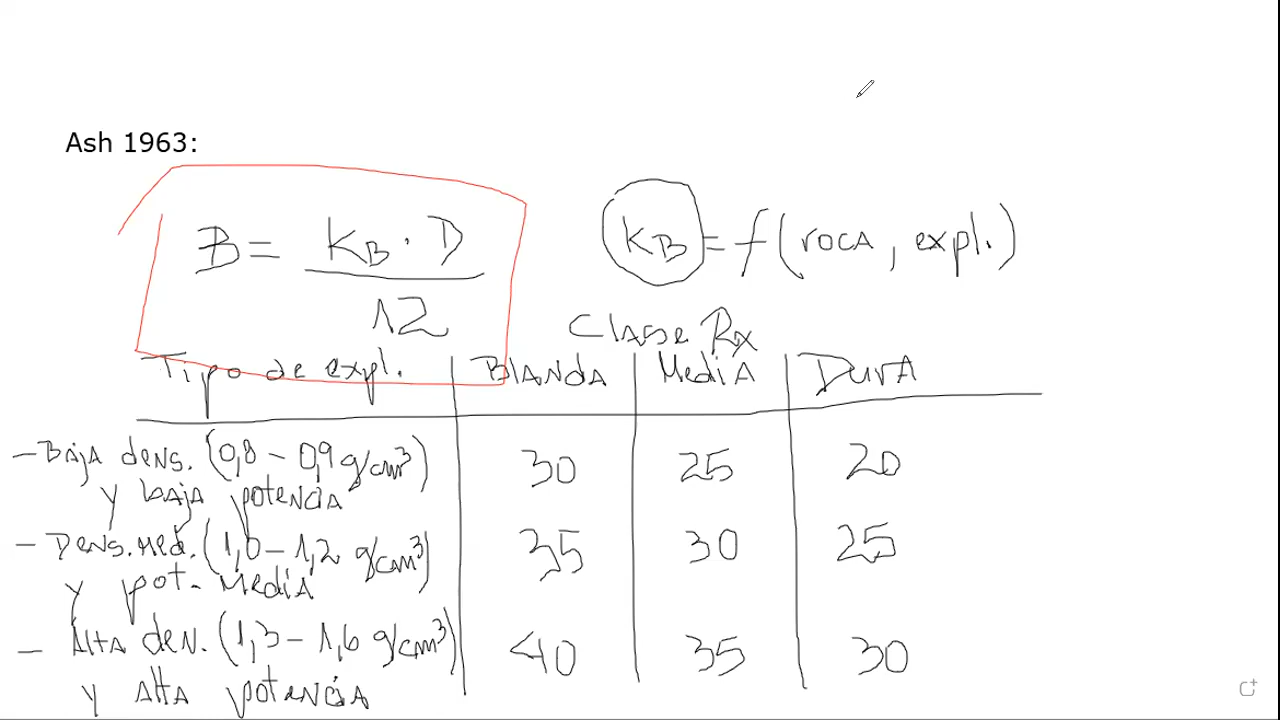 Ash 1963:
B = K_B · D / 12
K_B = f(roca, expl.)
Clase Rx
Tipo de expl. Blanda Media Dura
- Baja dens. (0,8 - 0,9 g/cm³) 30 25 20
y baja potencia
- Dens. Med. (1,0 - 1,2 g/cm³) 35 30 25
y pot. Media
- Alta den. (1,3 - 1,6 g/cm³) 40 35 30
y Alta potencia